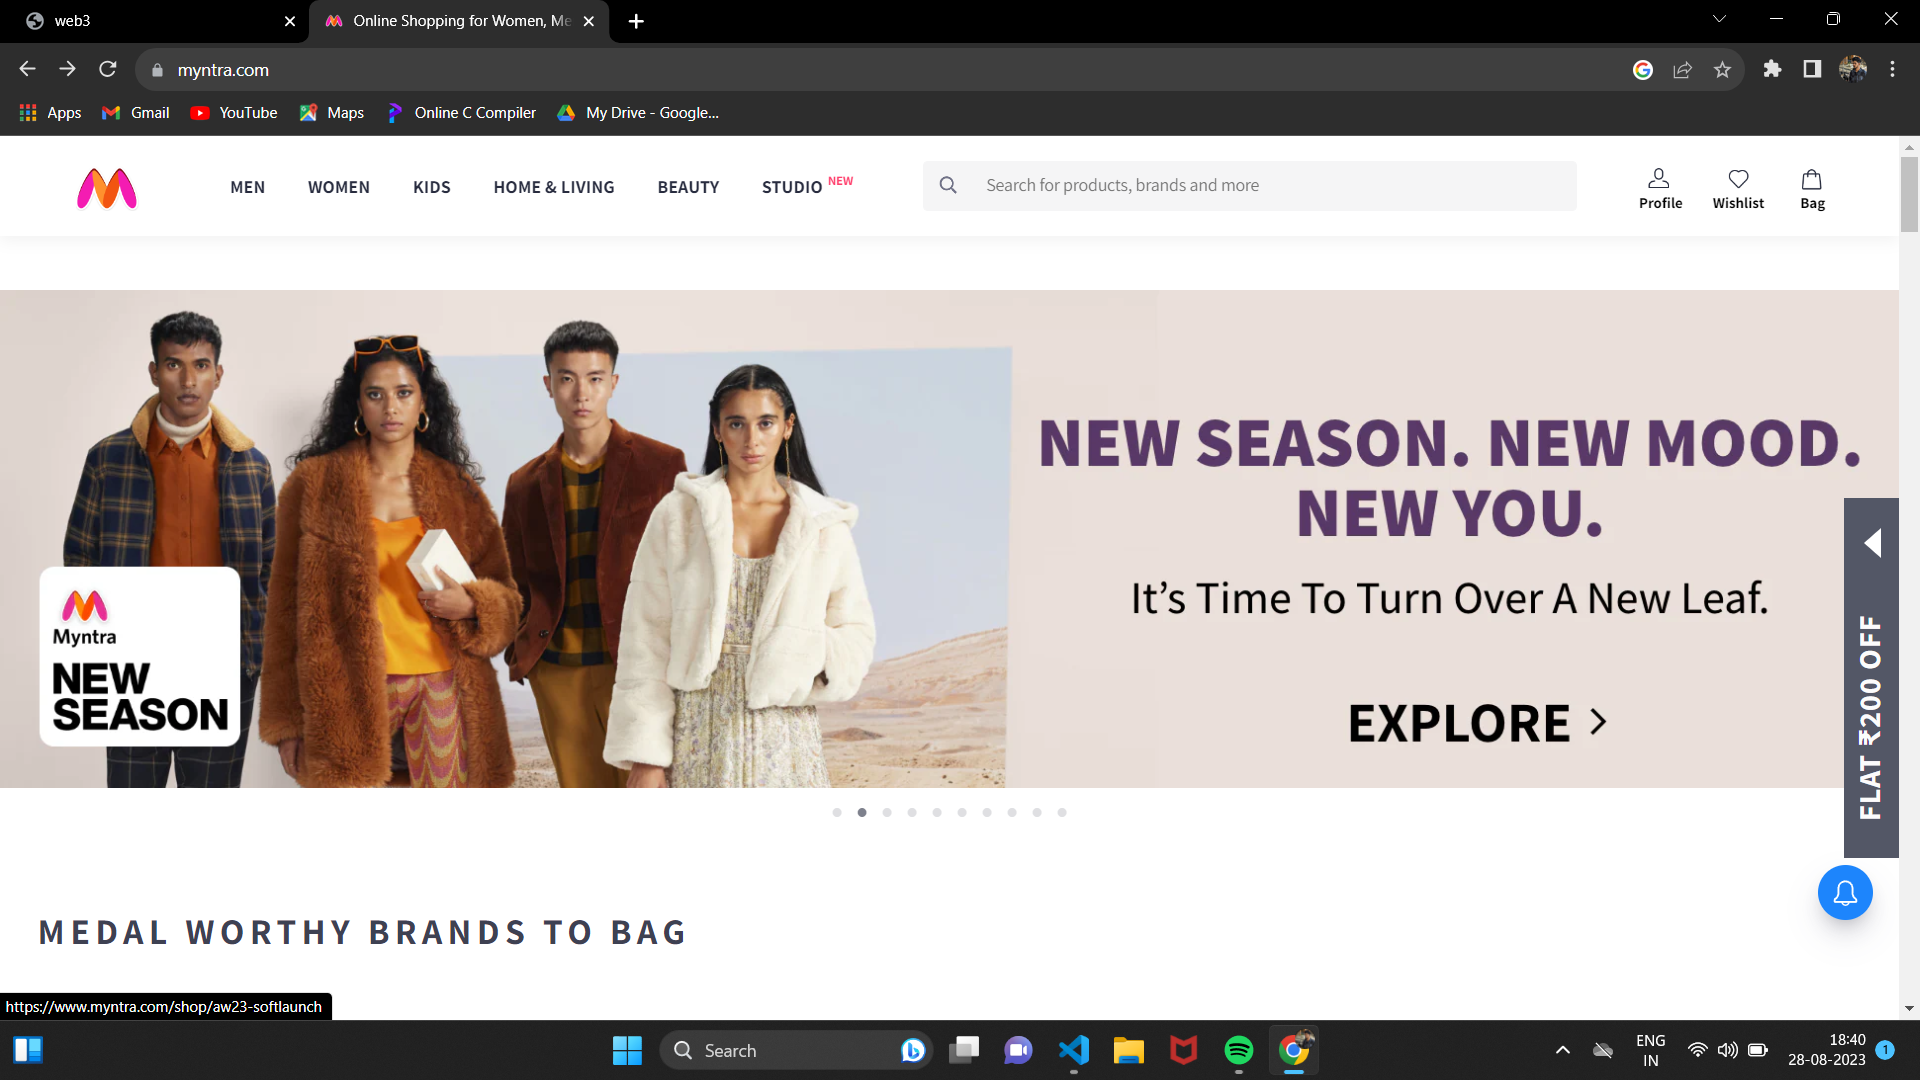 web3
Online Shopping for Women, Me
myntra.com
Apps
Gmail
YouTube
Maps
Online C Compiler
My Drive - Google...
MEN
WOMEN
KIDS
HOME & LIVING
BEAUTY
STUDIO NEW
Search for products, brands and more
Profile
Wishlist
Bag
NEW SEASON. NEW MOOD.
NEW YOU.
It’s Time To Turn Over A New Leaf.
EXPLORE >
Myntra
NEW
SEASON
FLAT ₹200 OFF
MEDAL WORTHY BRANDS TO BAG
https://www.myntra.com/shop/aw23-softlaunch
Search
ENG
IN
18:40
28-08-2023
1